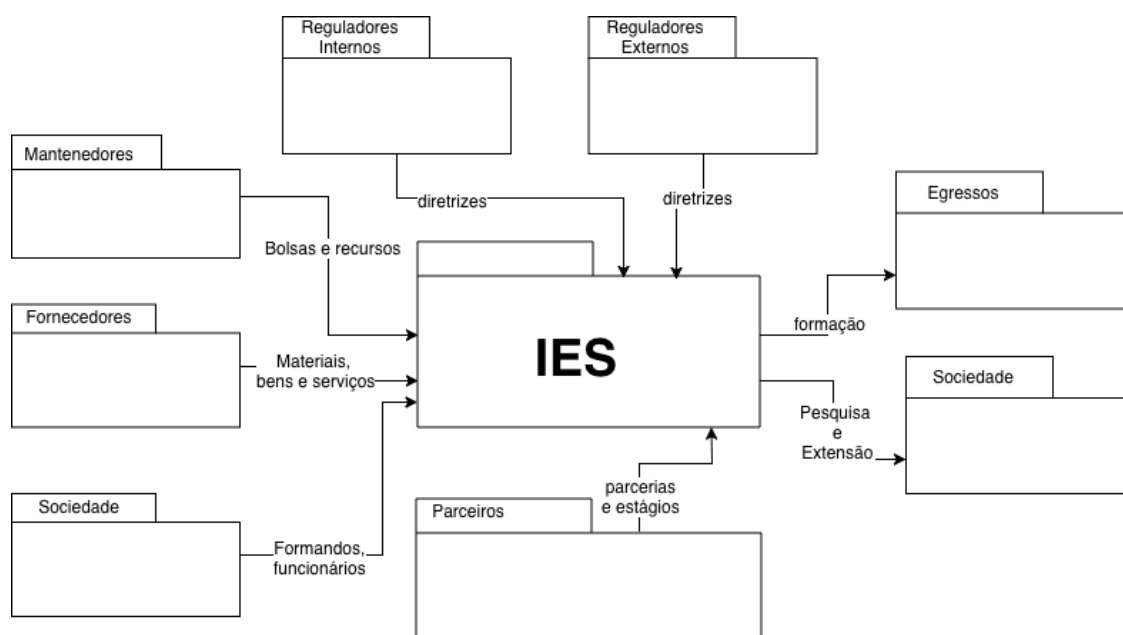 Reguladores
Internos
Reguladores
Externos
Mantenedores
Egressos
diretrizes
diretrizes
Bolsas e recursos
Fornecedores
formação
IES
Materiais,
bens e serviços
Sociedade
Pesquisa
e
Extensão
parcerias
e estágios
Sociedade
Parceiros
Formandos,
funcionários